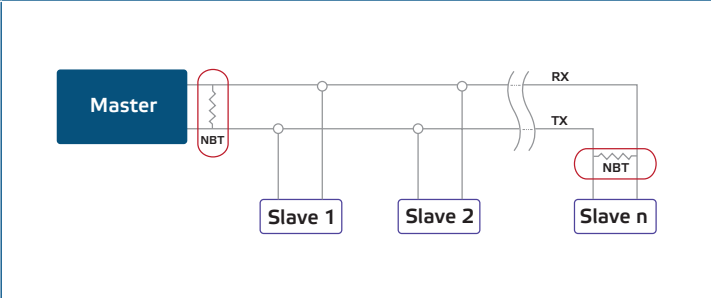 RX
Master
TX
NBT
NBT
Slave 1
Slave 2
Slave n